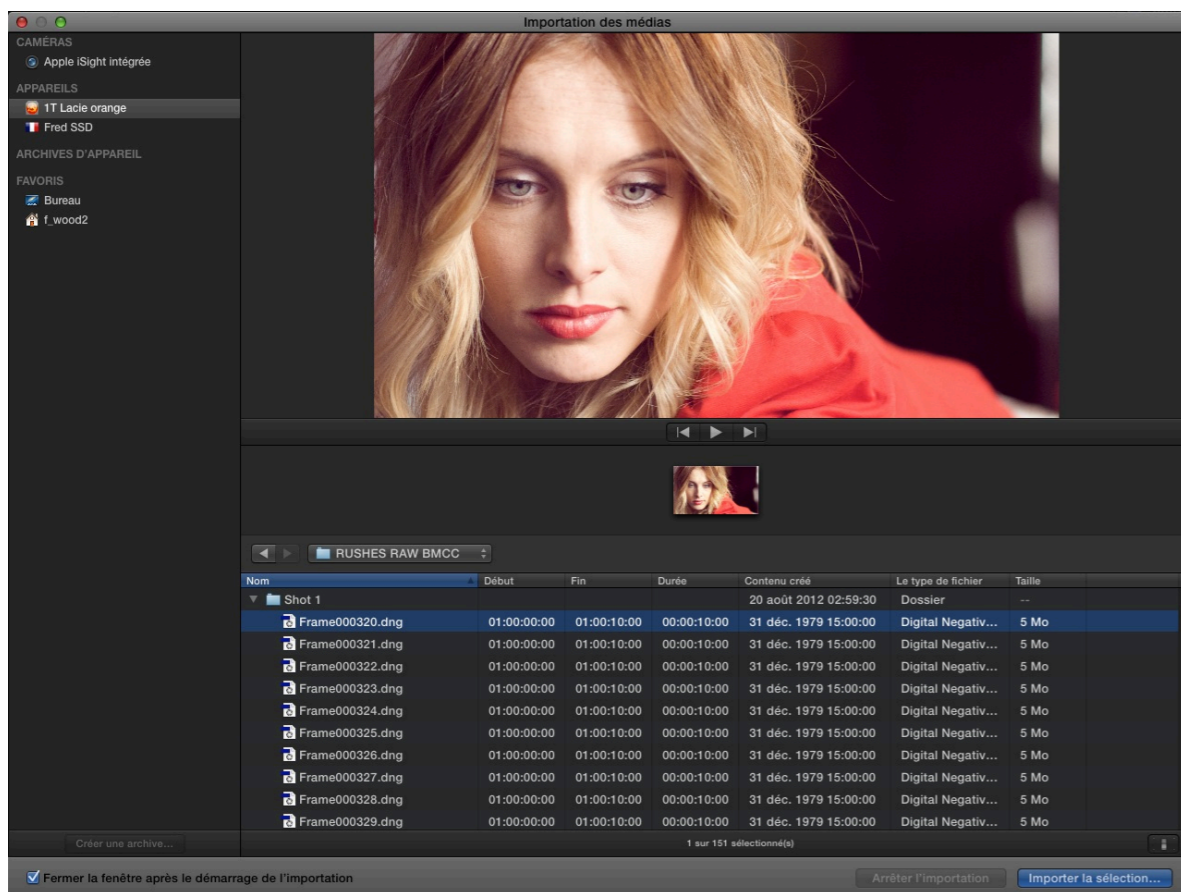 Importation des médias
CAMÉRAS
Apple iSight intégrée
APPAREILS
1T Lacie orange
Fred SSD
ARCHIVES D'APPAREIL
FAVORIS
Bureau
f_wood2
RUSHES RAW BMCC
Nom Début Fin Durée Contenu créé Le type de fichier Taille
Shot 1 20 août 2012 02:59:30 Dossier --
Frame000320.dng 01:00:00:00 01:00:10:00 00:00:10:00 31 déc. 1979 15:00:00 Digital Negativ... 5 Mo
Frame000321.dng 01:00:00:00 01:00:10:00 00:00:10:00 31 déc. 1979 15:00:00 Digital Negativ... 5 Mo
Frame000322.dng 01:00:00:00 01:00:10:00 00:00:10:00 31 déc. 1979 15:00:00 Digital Negativ... 5 Mo
Frame000323.dng 01:00:00:00 01:00:10:00 00:00:10:00 31 déc. 1979 15:00:00 Digital Negativ... 5 Mo
Frame000324.dng 01:00:00:00 01:00:10:00 00:00:10:00 31 déc. 1979 15:00:00 Digital Negativ... 5 Mo
Frame000325.dng 01:00:00:00 01:00:10:00 00:00:10:00 31 déc. 1979 15:00:00 Digital Negativ... 5 Mo
Frame000326.dng 01:00:00:00 01:00:10:00 00:00:10:00 31 déc. 1979 15:00:00 Digital Negativ... 5 Mo
Frame000327.dng 01:00:00:00 01:00:10:00 00:00:10:00 31 déc. 1979 15:00:00 Digital Negativ... 5 Mo
Frame000328.dng 01:00:00:00 01:00:10:00 00:00:10:00 31 déc. 1979 15:00:00 Digital Negativ... 5 Mo
Frame000329.dng 01:00:00:00 01:00:10:00 00:00:10:00 31 déc. 1979 15:00:00 Digital Negativ... 5 Mo
Créer une archive... 1 sur 151 sélectionné(s)
Fermer la fenêtre après le démarrage de l'importation Arrêter l'importation Importer la sélection...